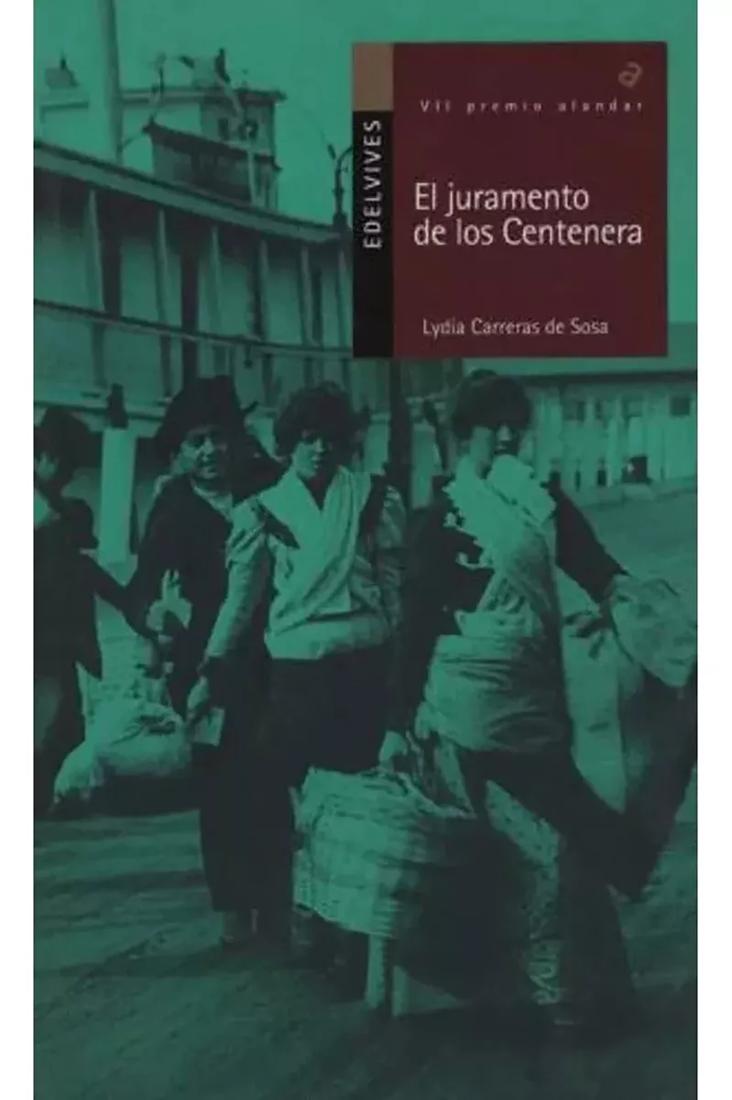 VII premio alandar
EDELVIVES
El juramento
de los Centenera
Lydia Carreras de Sosa